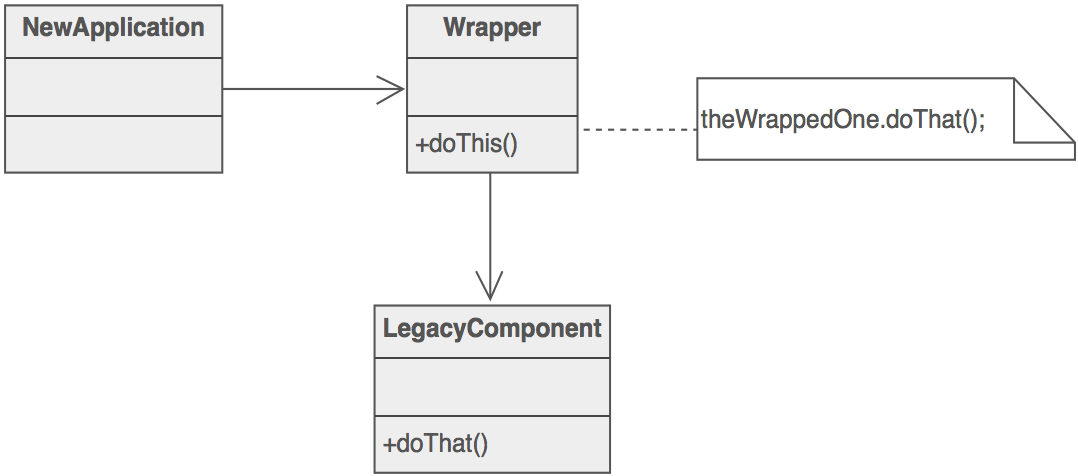 NewApplication
Wrapper
+doThis()
theWrappedOne.doThat();
LegacyComponent
+doThat()